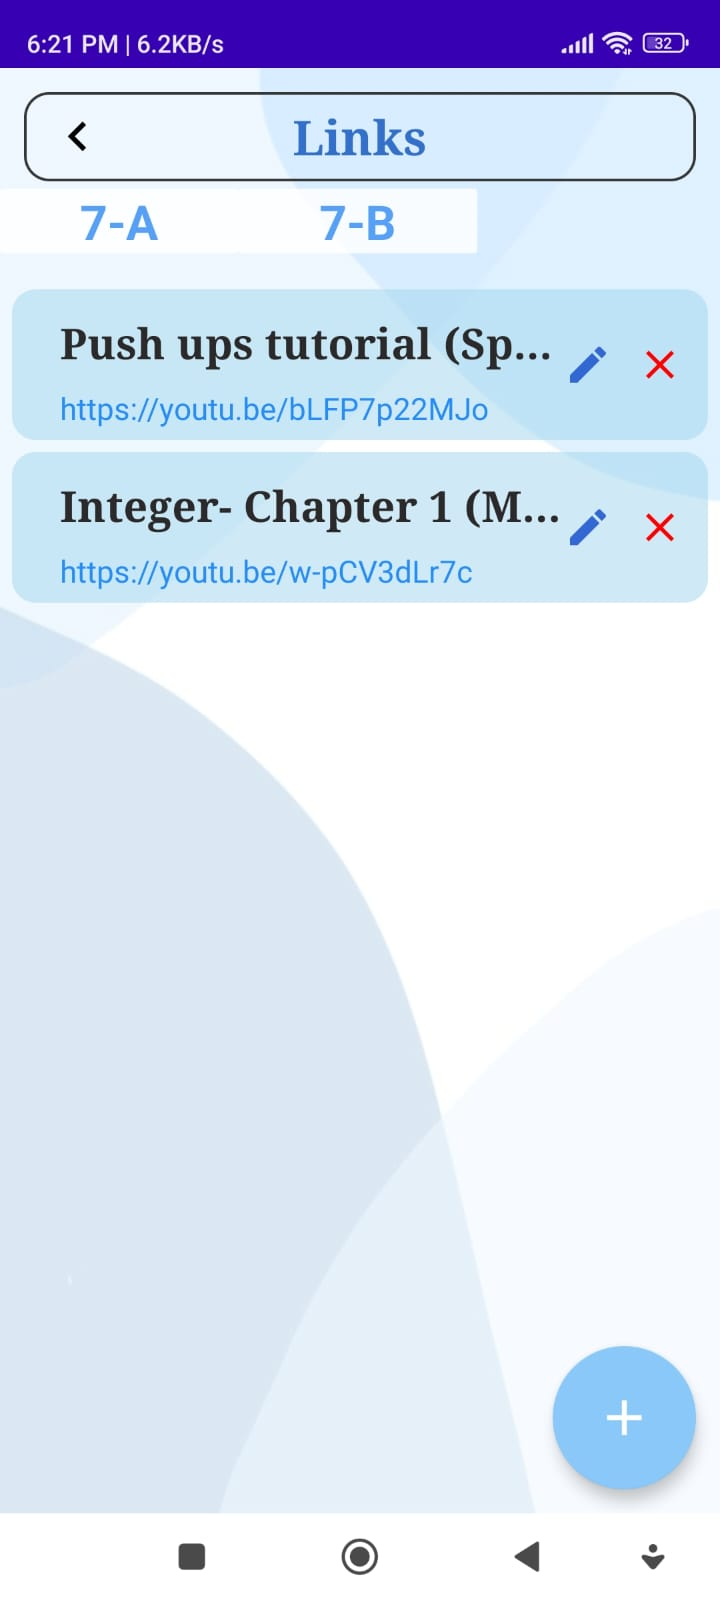 6:21 PM | 6.2KB/s 32
Links
7-A 7-B
Push ups tutorial (Sp...
https://youtu.be/bLFP7p22MJo
Integer- Chapter 1 (M...
https://youtu.be/w-pCV3dLr7c